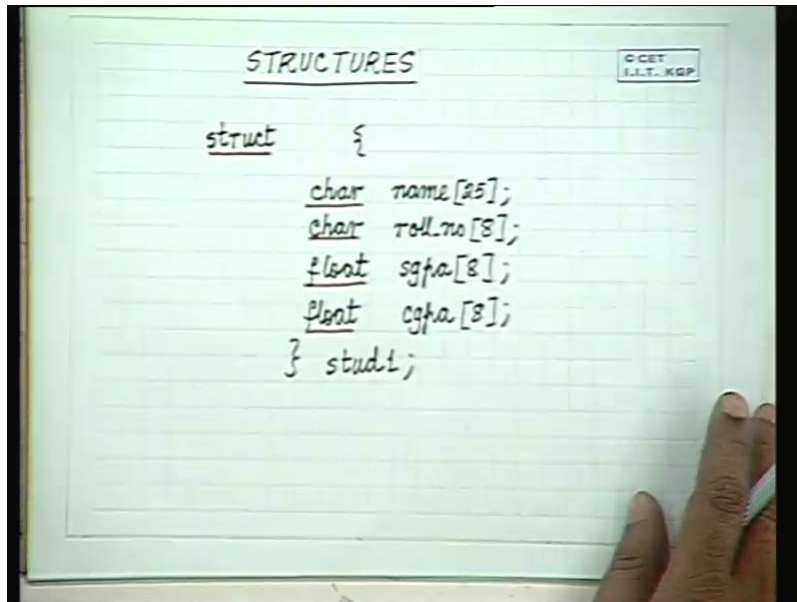 STRUCTURES
© CET
I.I.T. KGP
struct {
char name[25];
char roll_no[8];
float sgpa[8];
float cgpa[8];
} stud1;